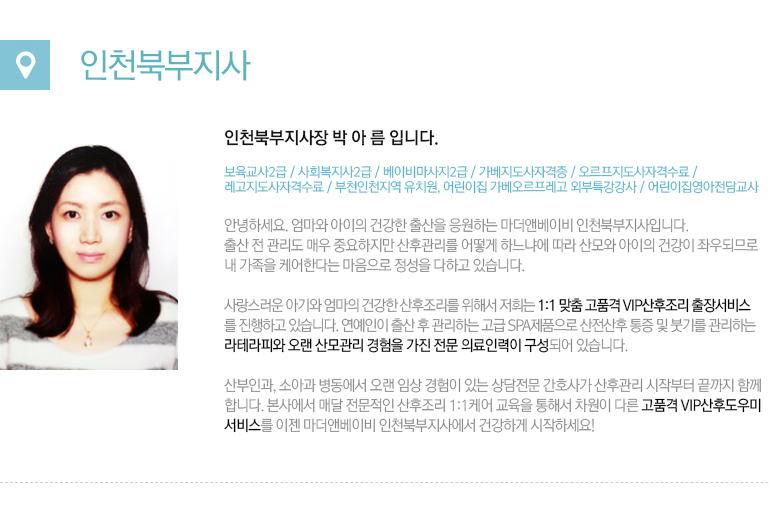 인천북부지사
인천북부지사장 박 아 름 입니다.
보육교사2급 / 사회복지사2급 / 베이비마사지2급 / 가베지도사자격증 / 오르프지도사자격수료 /
레고지도사자격수료 / 부천인천지역 유치원, 어린이집 가베오르프레고 외부특강강사 / 어린이집영아전담교사
안녕하세요. 엄마와 아이의 건강한 출산을 응원하는 마더앤베이비 인천북부지사입니다.
출산 전 관리도 매우 중요하지만 산후관리를 어떻게 하느냐에 따라 산모와 아이의 건강이 좌우되므로
내 가족을 케어한다는 마음으로 정성을 다하고 있습니다.
사랑스러운 아기와 엄마의 건강한 산후조리를 위해서 저희는 1:1 맞춤 고품격 VIP산후조리 출장서비스
를 진행하고 있습니다. 연예인이 출산 후 관리하는 고급 SPA제품으로 산전산후 통증 및 붓기를 관리하는
라테라피와 오랜 산모관리 경험을 가진 전문 의료인력이 구성되어 있습니다.
산부인과, 소아과 병동에서 오랜 임상 경험이 있는 상담전문 간호사가 산후관리 시작부터 끝까지 함께
합니다. 본사에서 매달 전문적인 산후조리 1:1케어 교육을 통해서 차원이 다른 고품격 VIP산후도우미
서비스를 이젠 마더앤베이비 인천북부지사에서 건강하게 시작하세요!